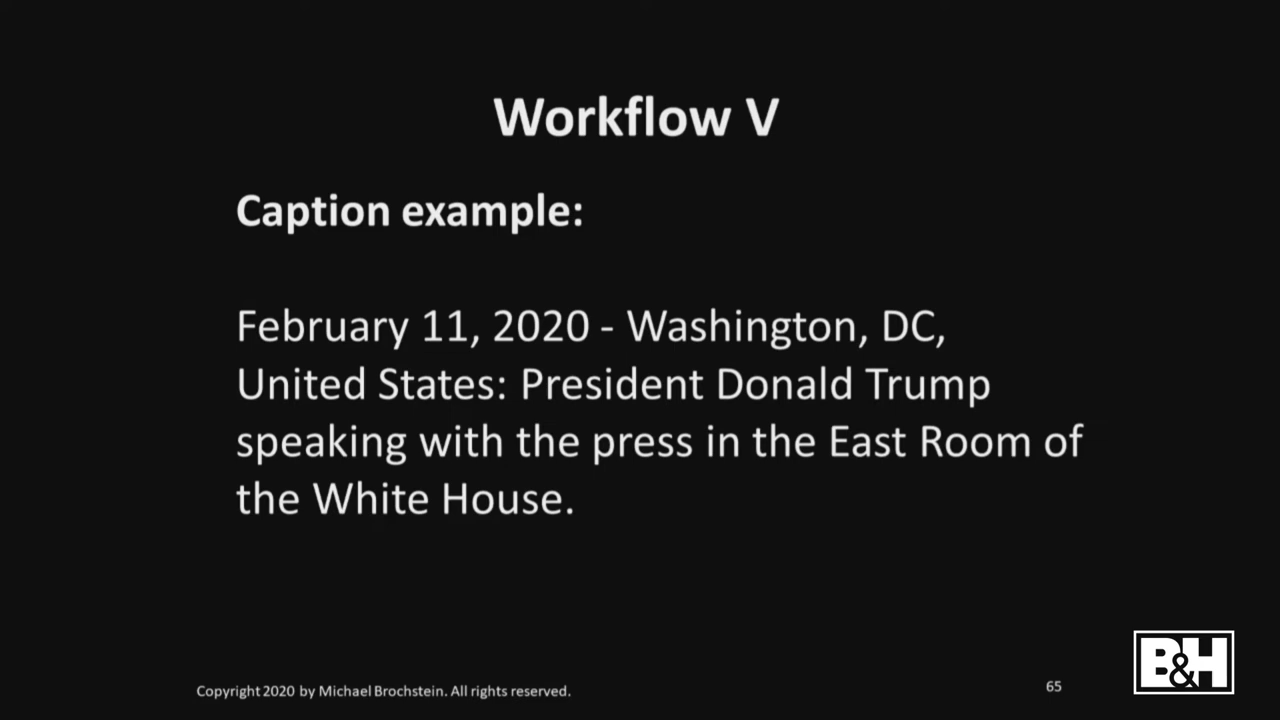 Workflow V
Caption example:
February 11, 2020 - Washington, DC,
United States: President Donald Trump
speaking with the press in the East Room of
the White House.
Copyright 2020 by Michael Brochstein. All rights reserved.
65
B&H